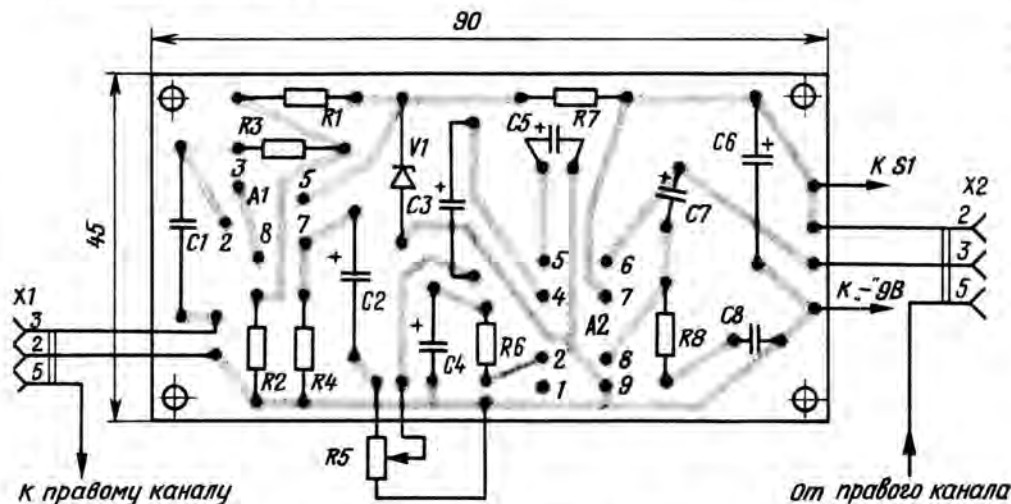 90
45
R1
R7
C5
+
R3
V1
C6
+
К S1
3
A1
5
C3
+
+
C7
X2
2
C1
2
8
7
+
C2
5
6
3
X1
4
7
К „–" 9В
5
3
+
C4
R6
A2
R8
C8
2
R2
R4
2
8
5
1
9
R5
К правому каналу
От правого канала